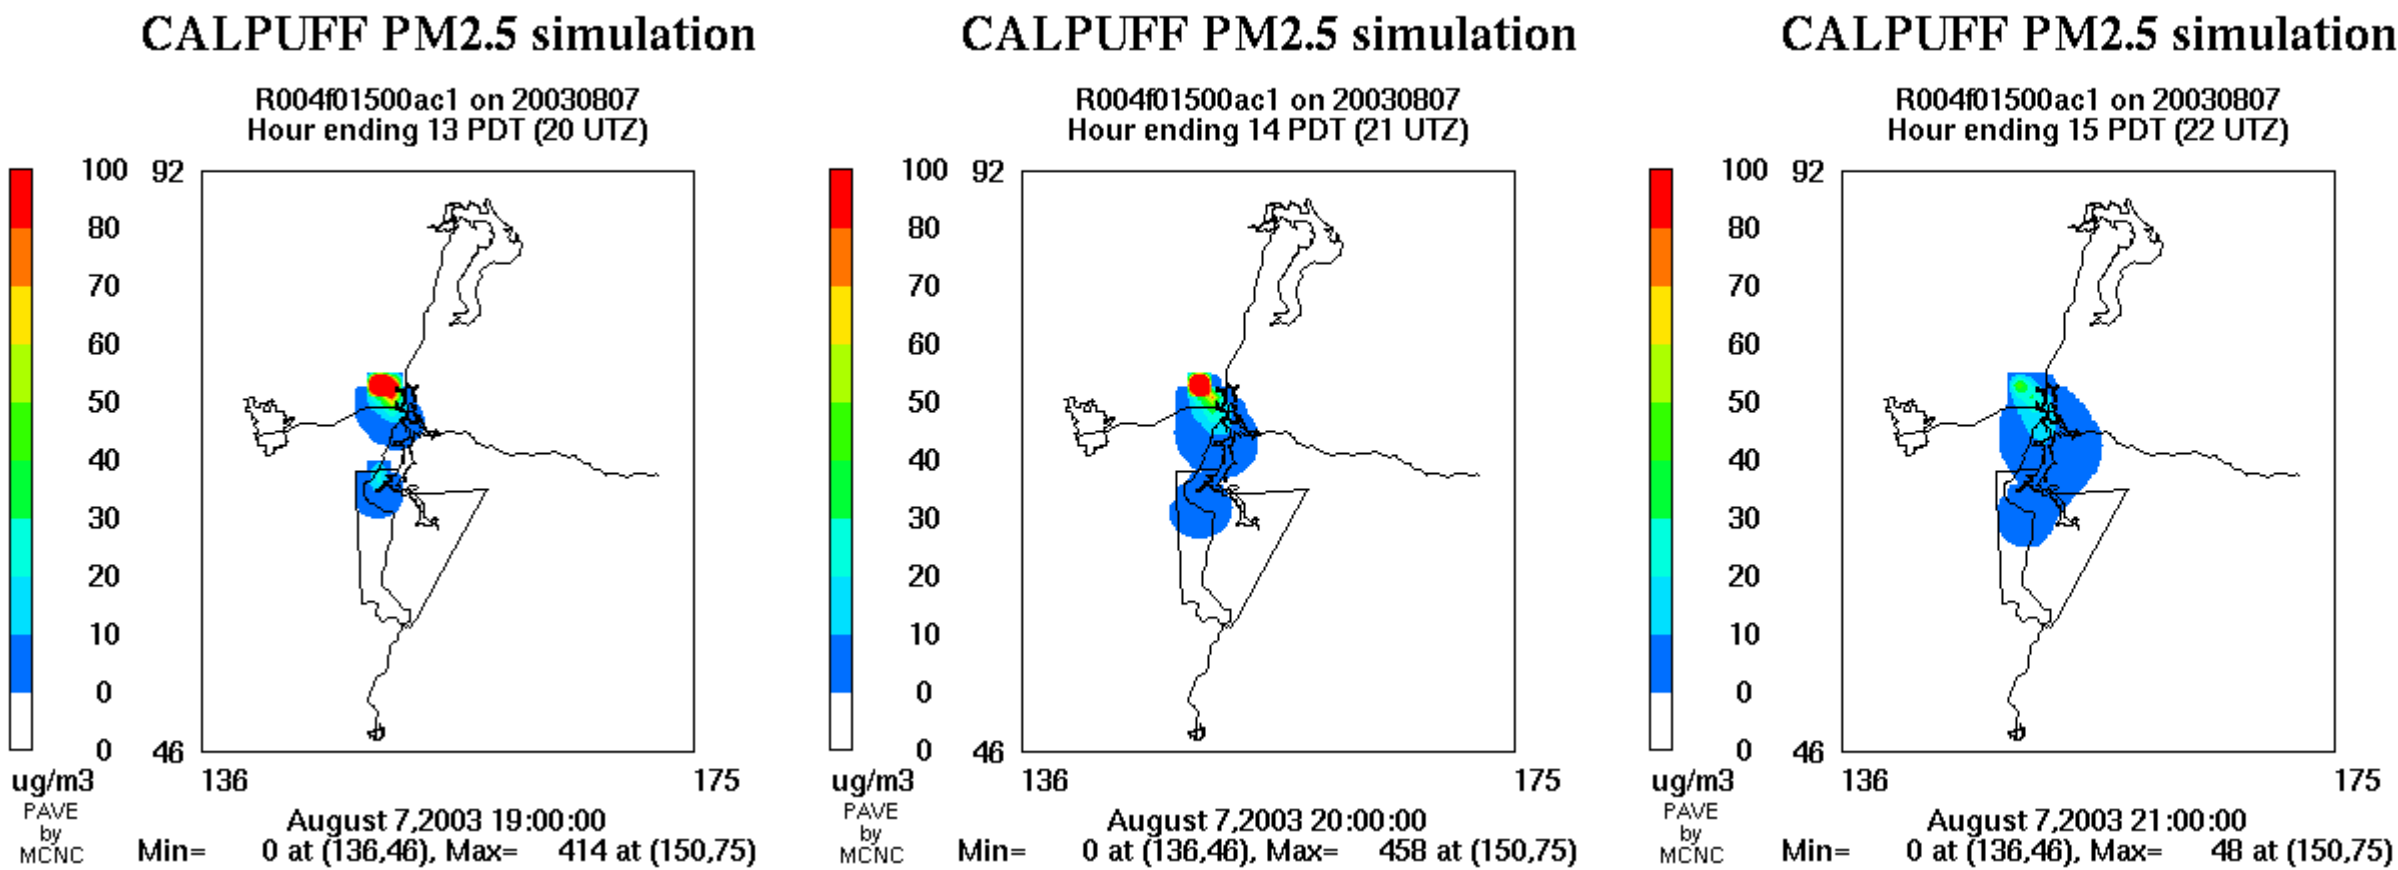 CALPUFF PM2.5 simulation
R004f01500ac1 on 20030807
Hour ending 13 PDT (20 UTZ)
100
80
70
60
50
40
30
20
10
0
0
ug/m3
PAVE
by
MCNC
92
46
136
175
August 7,2003 19:00:00
Min= 0 at (136,46), Max= 414 at (150,75)
CALPUFF PM2.5 simulation
R004f01500ac1 on 20030807
Hour ending 14 PDT (21 UTZ)
100
80
70
60
50
40
30
20
10
0
0
PAVE
by
MCNC
92
46
136
175
August 7,2003 20:00:00
Min= 0 at (136,46), Max= 458 at (150,75)
CALPUFF PM2.5 simulation
R004f01500ac1 on 20030807
Hour ending 15 PDT (22 UTZ)
100
80
70
60
50
40
30
20
10
0
0
ug/m3
PAVE
by
MCNC
92
46
136
175
August 7,2003 21:00:00
Min= 0 at (136,46), Max= 48 at (150,75)